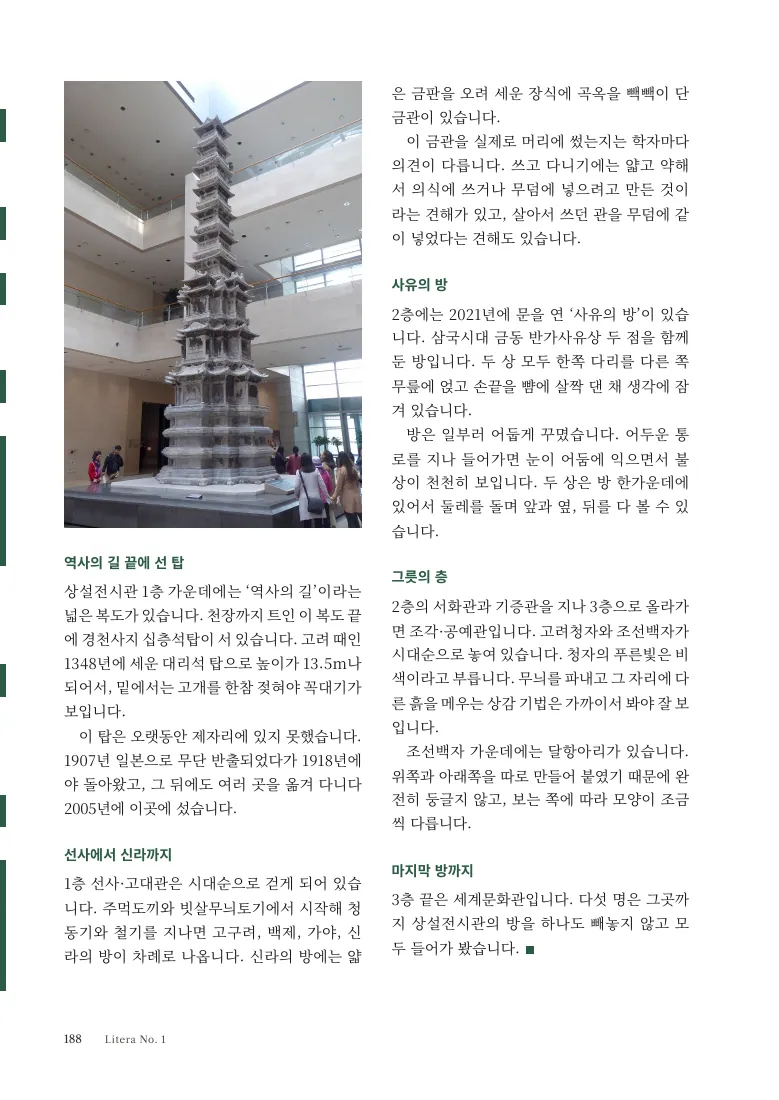 역사의 길 끝에 선 탑
상설전시관 1층 가운데에는 ‘역사의 길’이라는
넓은 복도가 있습니다. 천장까지 트인 이 복도 끝
에 경천사지 십층석탑이 서 있습니다. 고려 때인
1348년에 세운 대리석 탑으로 높이가 13.5m나
되어서, 밑에서는 고개를 한참 젖혀야 꼭대기가
보입니다.
이 탑은 오랫동안 제자리에 있지 못했습니다.
1907년 일본으로 무단 반출되었다가 1918년에
야 돌아왔고, 그 뒤에도 여러 곳을 옮겨 다니다
2005년에 이곳에 섰습니다.
선사에서 신라까지
1층 선사·고대관은 시대순으로 걷게 되어 있습
니다. 주먹도끼와 빗살무늬토기에서 시작해 청
동기와 철기를 지나면 고구려, 백제, 가야, 신
라의 방이 차례로 나옵니다. 신라의 방에는 얇
은 금판을 오려 세운 장식에 곡옥을 빽빽이 단
금관이 있습니다.
이 금관을 실제로 머리에 썼는지는 학자마다
의견이 다릅니다. 쓰고 다니기에는 얇고 약해
서 의식에 쓰거나 무덤에 넣으려고 만든 것이
라는 견해가 있고, 살아서 쓰던 관을 무덤에 같
이 넣었다는 견해도 있습니다.
사유의 방
2층에는 2021년에 문을 연 ‘사유의 방’이 있습
니다. 삼국시대 금동 반가사유상 두 점을 함께
둔 방입니다. 두 상 모두 한쪽 다리를 다른 쪽
무릎에 얹고 손끝을 뺨에 살짝 댄 채 생각에 잠
겨 있습니다.
방은 일부러 어둡게 꾸몄습니다. 어두운 통
로를 지나 들어가면 눈이 어둠에 익으면서 불
상이 천천히 보입니다. 두 상은 방 한가운데에
있어서 둘레를 돌며 앞과 옆, 뒤를 다 볼 수 있
습니다.
그릇의 층
2층의 서화관과 기증관을 지나 3층으로 올라가
면 조각·공예관입니다. 고려청자와 조선백자가
시대순으로 놓여 있습니다. 청자의 푸른빛은 비
색이라고 부릅니다. 무늬를 파내고 그 자리에 다
른 흙을 메우는 상감 기법은 가까이서 봐야 잘 보
입니다.
조선백자 가운데에는 달항아리가 있습니다.
위쪽과 아래쪽을 따로 만들어 붙였기 때문에 완
전히 둥글지 않고, 보는 쪽에 따라 모양이 조금
씩 다릅니다.
마지막 방까지
3층 끝은 세계문화관입니다. 다섯 명은 그곳까
지 상설전시관의 방을 하나도 빼놓지 않고 모
두 들어가 봤습니다. ■
188 Litera No. 1